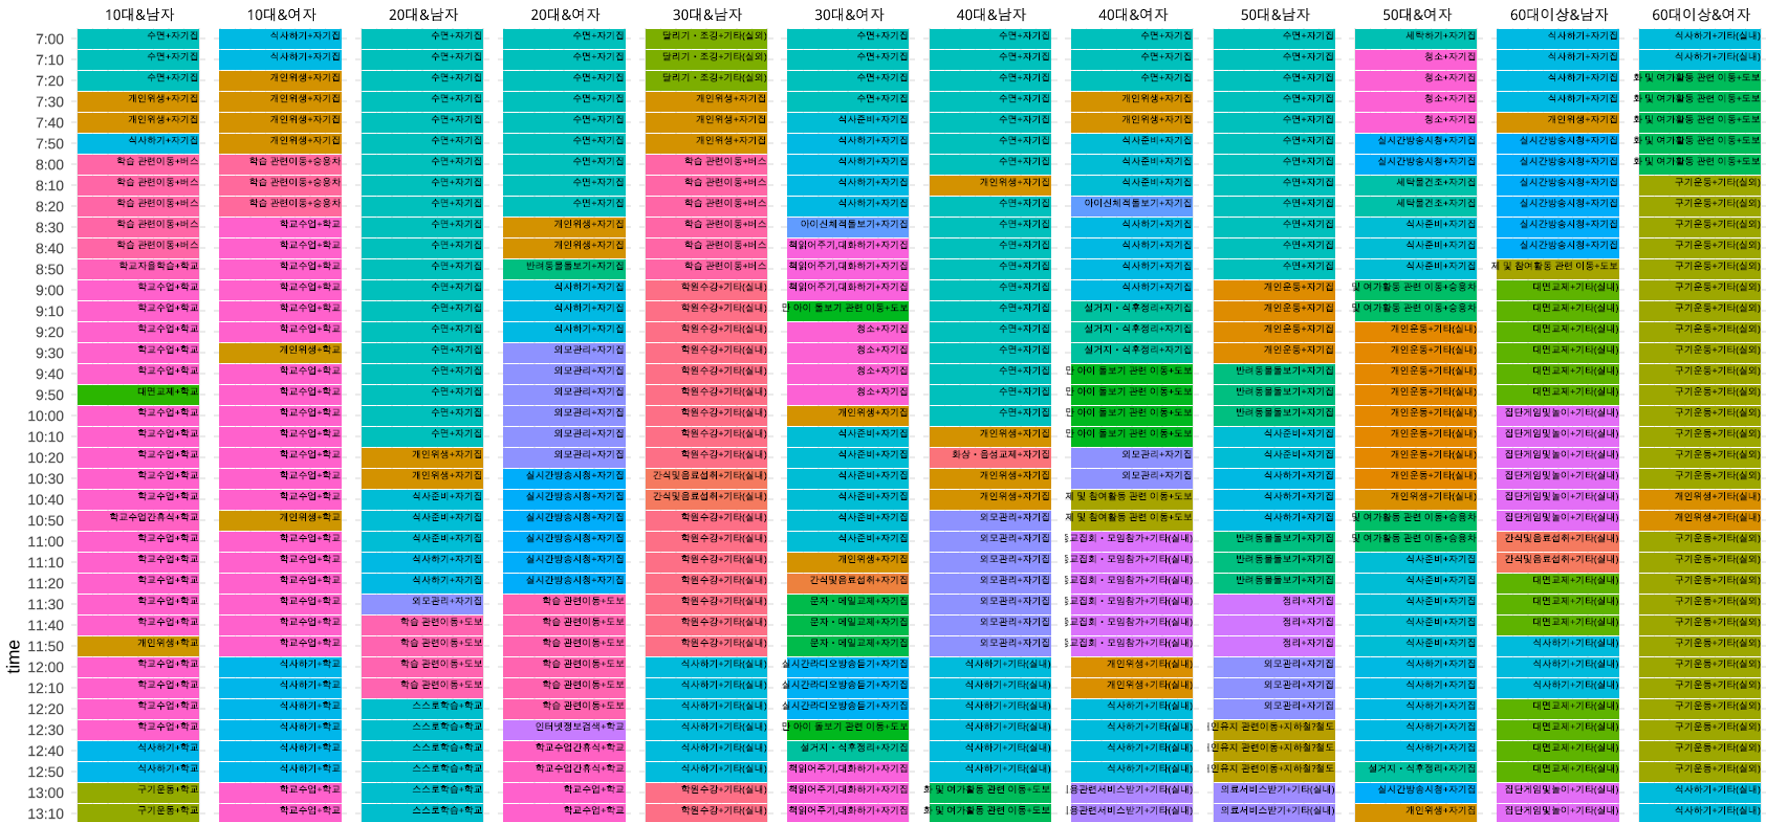 10대&남자 10대&여자 20대&남자 20대&여자 30대&남자 30대&여자 40대&남자 40대&여자 50대&남자 50대&여자 60대이상&남자 60대이상&여자
7:00 수면+자기집 식사하기+자기집 수면+자기집 수면+자기집 달리기・조깅+기타(실외) 수면+자기집 수면+자기집 수면+자기집 수면+자기집 세탁하기+자기집 식사하기+자기집 식사하기+기타(실내)
7:10 수면+자기집 식사하기+자기집 수면+자기집 수면+자기집 달리기・조깅+기타(실외) 수면+자기집 수면+자기집 수면+자기집 수면+자기집 청소+자기집 식사하기+자기집 식사하기+기타(실내)
7:20 수면+자기집 개인위생+자기집 수면+자기집 수면+자기집 달리기・조깅+기타(실외) 수면+자기집 수면+자기집 수면+자기집 수면+자기집 청소+자기집 식사하기+자기집 및 여가활동 관련 이동+도보
7:30 개인위생+자기집 개인위생+자기집 수면+자기집 수면+자기집 개인위생+자기집 수면+자기집 수면+자기집 개인위생+자기집 수면+자기집 청소+자기집 식사하기+자기집 및 여가활동 관련 이동+도보
7:40 개인위생+자기집 개인위생+자기집 수면+자기집 수면+자기집 개인위생+자기집 식사준비+자기집 수면+자기집 개인위생+자기집 수면+자기집 청소+자기집 개인위생+자기집 및 여가활동 관련 이동+도보
7:50 식사하기+자기집 개인위생+자기집 수면+자기집 수면+자기집 개인위생+자기집 식사하기+자기집 수면+자기집 식사준비+자기집 수면+자기집 실시간방송시청+자기집 실시간방송시청+자기집 및 여가활동 관련 이동+도보
8:00 학습 관련이동+버스 학습 관련이동+승용차 수면+자기집 수면+자기집 학습 관련이동+버스 식사하기+자기집 수면+자기집 식사준비+자기집 수면+자기집 실시간방송시청+자기집 실시간방송시청+자기집 및 여가활동 관련 이동+도보
8:10 학습 관련이동+버스 학습 관련이동+승용차 수면+자기집 수면+자기집 학습 관련이동+버스 식사하기+자기집 개인위생+자기집 식사준비+자기집 수면+자기집 세탁물건조+자기집 실시간방송시청+자기집 구기운동+기타(실외)
8:20 학습 관련이동+버스 학습 관련이동+승용차 수면+자기집 수면+자기집 학습 관련이동+버스 식사하기+자기집 수면+자기집 아이신체적돌보기+자기집 수면+자기집 세탁물건조+자기집 실시간방송시청+자기집 구기운동+기타(실외)
8:30 학습 관련이동+버스 학교수업+학교 수면+자기집 개인위생+자기집 학습 관련이동+버스 아이신체적돌보기+자기집 수면+자기집 식사하기+자기집 수면+자기집 식사준비+자기집 실시간방송시청+자기집 구기운동+기타(실외)
8:40 학습 관련이동+버스 학교수업+학교 수면+자기집 개인위생+자기집 학습 관련이동+버스 책읽어주기,대화하기+자기집 수면+자기집 식사하기+자기집 수면+자기집 식사준비+자기집 실시간방송시청+자기집 구기운동+기타(실외)
8:50 학교자율학습+학교 학교수업+학교 수면+자기집 반려동물돌보기+자기집 학습 관련이동+버스 책읽어주기,대화하기+자기집 수면+자기집 식사하기+자기집 수면+자기집 식사준비+자기집 제 및 참여활동 관련 이동+도보 구기운동+기타(실외)
9:00 학교수업+학교 학교수업+학교 수면+자기집 식사하기+자기집 학원수강+기타(실내) 책읽어주기,대화하기+자기집 수면+자기집 식사하기+자기집 개인운동+자기집 및 여가활동 관련 이동+승용차 대면교제+기타(실내) 구기운동+기타(실외)
9:10 학교수업+학교 학교수업+학교 수면+자기집 식사하기+자기집 학원수강+기타(실내) 만 아이 돌보기 관련 이동+도보 수면+자기집 설거지・식후정리+자기집 개인운동+자기집 및 여가활동 관련 이동+승용차 대면교제+기타(실내) 구기운동+기타(실외)
9:20 학교수업+학교 학교수업+학교 수면+자기집 식사하기+자기집 학원수강+기타(실내) 청소+자기집 수면+자기집 설거지・식후정리+자기집 개인운동+자기집 개인운동+기타(실내) 대면교제+기타(실내) 구기운동+기타(실외)
9:30 학교수업+학교 개인위생+학교 수면+자기집 외모관리+자기집 학원수강+기타(실내) 청소+자기집 수면+자기집 설거지・식후정리+자기집 개인운동+자기집 개인운동+기타(실내) 대면교제+기타(실내) 구기운동+기타(실외)
9:40 학교수업+학교 학교수업+학교 수면+자기집 외모관리+자기집 학원수강+기타(실내) 청소+자기집 수면+자기집 만 아이 돌보기 관련 이동+도보 반려동물돌보기+자기집 개인운동+기타(실내) 대면교제+기타(실내) 구기운동+기타(실외)
9:50 대면교제+학교 학교수업+학교 수면+자기집 외모관리+자기집 학원수강+기타(실내) 청소+자기집 수면+자기집 만 아이 돌보기 관련 이동+도보 반려동물돌보기+자기집 개인운동+기타(실내) 대면교제+기타(실내) 구기운동+기타(실외)
10:00 학교수업+학교 학교수업+학교 수면+자기집 외모관리+자기집 학원수강+기타(실내) 개인위생+자기집 수면+자기집 만 아이 돌보기 관련 이동+도보 반려동물돌보기+자기집 개인운동+기타(실내) 집단게임및놀이+기타(실내) 구기운동+기타(실외)
10:10 학교수업+학교 학교수업+학교 수면+자기집 외모관리+자기집 학원수강+기타(실내) 식사준비+자기집 개인위생+자기집 만 아이 돌보기 관련 이동+도보 식사준비+자기집 개인운동+기타(실내) 집단게임및놀이+기타(실내) 구기운동+기타(실외)
10:20 학교수업+학교 학교수업+학교 개인위생+자기집 외모관리+자기집 학원수강+기타(실내) 식사준비+자기집 화상・음성교제+자기집 외모관리+자기집 식사준비+자기집 개인운동+기타(실내) 집단게임및놀이+기타(실내) 구기운동+기타(실외)
10:30 학교수업+학교 학교수업+학교 개인위생+자기집 실시간방송시청+자기집 간식및음료섭취+기타(실내) 식사준비+자기집 개인위생+자기집 외모관리+자기집 식사하기+자기집 개인운동+기타(실내) 집단게임및놀이+기타(실내) 구기운동+기타(실외)
10:40 학교수업+학교 학교수업+학교 식사준비+자기집 실시간방송시청+자기집 간식및음료섭취+기타(실내) 식사준비+자기집 개인위생+자기집 제 및 참여활동 관련 이동+도보 식사하기+자기집 개인위생+기타(실내) 집단게임및놀이+기타(실내) 개인위생+기타(실내)
10:50 학교수업간휴식+학교 개인위생+학교 식사준비+자기집 실시간방송시청+자기집 학원수강+기타(실내) 식사준비+자기집 외모관리+자기집 제 및 참여활동 관련 이동+도보 식사하기+자기집 및 여가활동 관련 이동+승용차 집단게임및놀이+기타(실내) 개인위생+기타(실내)
11:00 학교수업+학교 학교수업+학교 식사준비+자기집 실시간방송시청+자기집 학원수강+기타(실내) 식사준비+자기집 외모관리+자기집 교집회・모임참가+기타(실내) 반려동물돌보기+자기집 및 여가활동 관련 이동+승용차 간식및음료섭취+기타(실내) 구기운동+기타(실외)
11:10 학교수업+학교 학교수업+학교 식사하기+자기집 실시간방송시청+자기집 학원수강+기타(실내) 개인위생+자기집 외모관리+자기집 교집회・모임참가+기타(실내) 반려동물돌보기+자기집 식사준비+자기집 간식및음료섭취+기타(실내) 구기운동+기타(실외)
11:20 학교수업+학교 학교수업+학교 식사하기+자기집 실시간방송시청+자기집 학원수강+기타(실내) 간식및음료섭취+자기집 외모관리+자기집 교집회・모임참가+기타(실내) 반려동물돌보기+자기집 식사준비+자기집 대면교제+기타(실내) 구기운동+기타(실외)
11:30 학교수업+학교 학교수업+학교 외모관리+자기집 학습 관련이동+도보 학원수강+기타(실내) 문자・메일교제+자기집 외모관리+자기집 교집회・모임참가+기타(실내) 정리+자기집 식사준비+자기집 대면교제+기타(실내) 구기운동+기타(실외)
11:40 학교수업+학교 학교수업+학교 학습 관련이동+도보 학습 관련이동+도보 학원수강+기타(실내) 문자・메일교제+자기집 외모관리+자기집 교집회・모임참가+기타(실내) 정리+자기집 식사준비+자기집 대면교제+기타(실내) 구기운동+기타(실외)
11:50 개인위생+학교 학교수업+학교 학습 관련이동+도보 학습 관련이동+도보 학원수강+기타(실내) 문자・메일교제+자기집 외모관리+자기집 교집회・모임참가+기타(실내) 정리+자기집 식사준비+자기집 식사하기+기타(실내) 구기운동+기타(실외)
12:00 학교수업+학교 식사하기+학교 학습 관련이동+도보 학습 관련이동+도보 식사하기+기타(실내) 실시간라디오방송듣기+자기집 식사하기+기타(실내) 개인위생+기타(실내) 외모관리+자기집 식사하기+자기집 식사하기+기타(실내) 구기운동+기타(실외)
12:10 학교수업+학교 식사하기+학교 학습 관련이동+도보 학습 관련이동+도보 식사하기+기타(실내) 실시간라디오방송듣기+자기집 식사하기+기타(실내) 개인위생+기타(실내) 외모관리+자기집 식사하기+자기집 식사하기+기타(실내) 구기운동+기타(실외)
12:20 학교수업+학교 식사하기+학교 스스로학습+학교 학습 관련이동+도보 식사하기+기타(실내) 실시간라디오방송듣기+자기집 식사하기+기타(실내) 식사하기+기타(실내) 외모관리+자기집 식사하기+자기집 대면교제+기타(실내) 구기운동+기타(실외)
12:30 학교수업+학교 식사하기+학교 스스로학습+학교 인터넷정보검색+학교 식사하기+기타(실내) 만 아이 돌보기 관련 이동+도보 식사하기+기타(실내) 식사하기+기타(실내) 인유지 관련이동+지하철?철도 식사하기+자기집 대면교제+기타(실내) 구기운동+기타(실외)
12:40 식사하기+학교 식사하기+학교 스스로학습+학교 학교수업간휴식+학교 식사하기+기타(실내) 설거지・식후정리+자기집 식사하기+기타(실내) 식사하기+기타(실내) 인유지 관련이동+지하철?철도 식사하기+자기집 대면교제+기타(실내) 구기운동+기타(실외)
12:50 식사하기+학교 식사하기+학교 스스로학습+학교 학교수업간휴식+학교 식사하기+기타(실내) 책읽어주기,대화하기+자기집 식사하기+기타(실내) 식사하기+기타(실내) 인유지 관련이동+지하철?철도 설거지・식후정리+자기집 대면교제+기타(실내) 구기운동+기타(실외)
13:00 구기운동+학교 학교수업+학교 스스로학습+학교 학교수업+학교 학원수강+기타(실내) 책읽어주기,대화하기+자기집 및 여가활동 관련 이동+도보 용관련서비스받기+기타(실내) 의료서비스받기+기타(실내) 실시간방송시청+자기집 집단게임및놀이+기타(실내) 식사하기+기타(실내)
13:10 구기운동+학교 학교수업+학교 스스로학습+학교 학교수업+학교 학원수강+기타(실내) 책읽어주기,대화하기+자기집 및 여가활동 관련 이동+도보 용관련서비스받기+기타(실내) 의료서비스받기+기타(실내) 개인위생+자기집 집단게임및놀이+기타(실내) 식사하기+기타(실내)
time